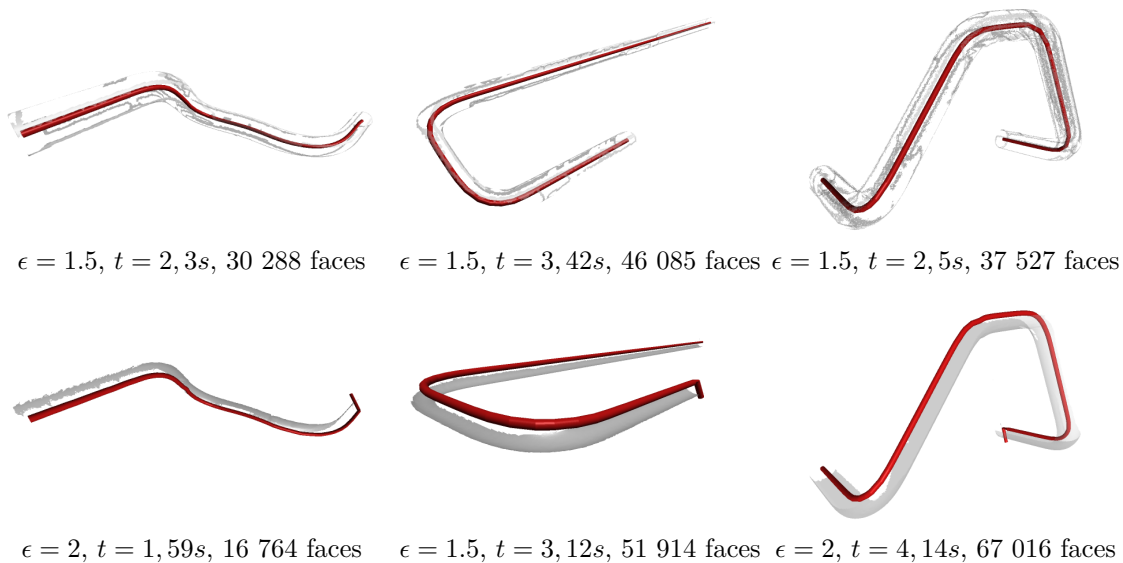 ϵ = 1.5, t = 2, 3s, 30 288 faces
ϵ = 1.5, t = 3, 42s, 46 085 faces
ϵ = 1.5, t = 2, 5s, 37 527 faces
ϵ = 2, t = 1, 59s, 16 764 faces
ϵ = 1.5, t = 3, 12s, 51 914 faces
ϵ = 2, t = 4, 14s, 67 016 faces